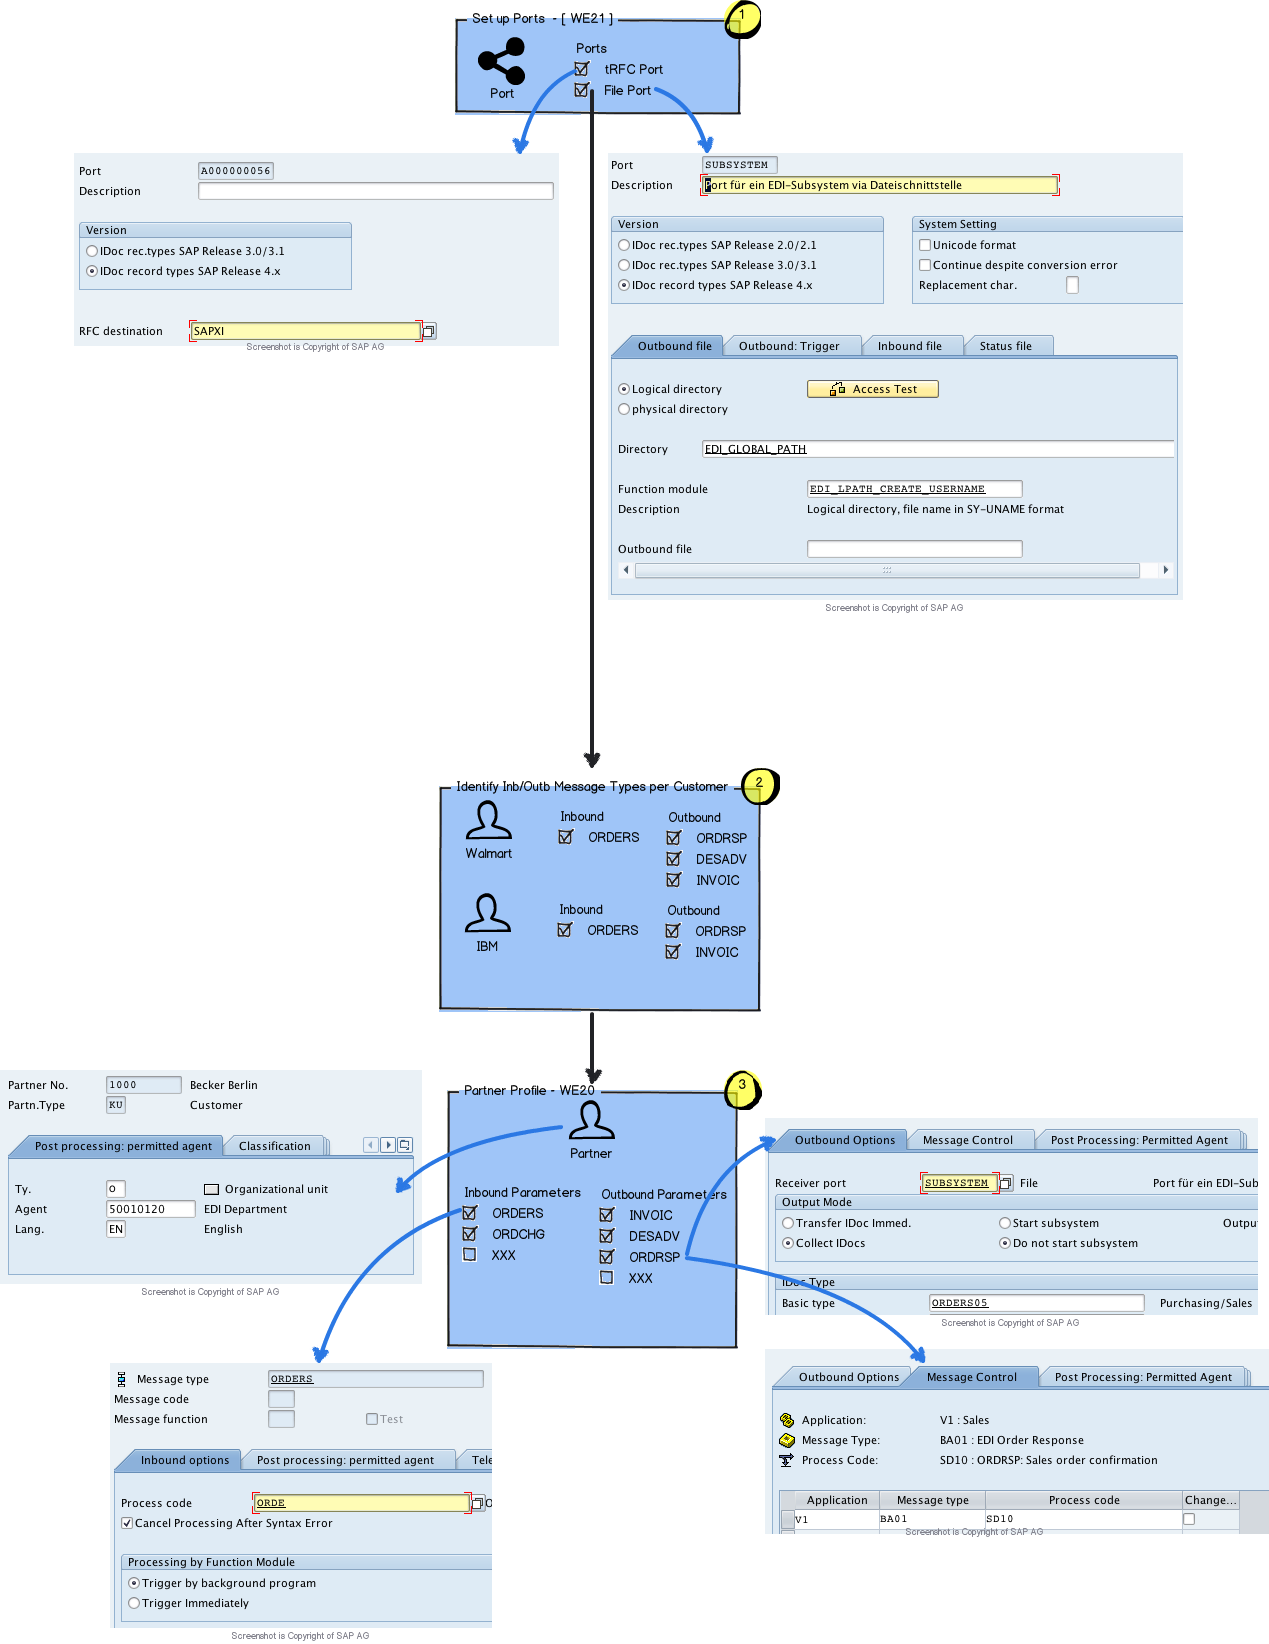 Set up Ports - [ WE21 ]
1
Ports
tRFC Port
File Port
Port
Port
A000000056
Description
Version
IDoc rec.types SAP Release 3.0/3.1
IDoc record types SAP Release 4.x
RFC destination
SAPXI
Screenshot is Copyright of SAP AG
Port
SUBSYSTEM
Description
Port für ein EDI-Subsystem via Dateischnittstelle
Version
IDoc rec.types SAP Release 2.0/2.1
IDoc rec.types SAP Release 3.0/3.1
IDoc record types SAP Release 4.x
System Setting
Unicode format
Continue despite conversion error
Replacement char.
Outbound file
Outbound: Trigger
Inbound file
Status file
Logical directory
Access Test
physical directory
Directory
EDI_GLOBAL_PATH
Function module
EDI_LPATH_CREATE_USERNAME
Description
Logical directory, file name in SY-UNAME format
Outbound file
Screenshot is Copyright of SAP AG
Identify Inb/Outb Message Types per Customer
2
Walmart
Inbound
ORDERS
Outbound
ORDRSP
DESADV
INVOIC
IBM
Inbound
ORDERS
Outbound
ORDRSP
INVOIC
Partner Profile - WE20
3
Partner
Inbound Parameters
ORDERS
ORDCHG
XXX
Outbound Parameters
INVOIC
DESADV
ORDRSP
XXX
Partner No.
1000
Becker Berlin
Partn.Type
KU
Customer
Post processing: permitted agent
Classification
Ty.
O
Organizational unit
Agent
50010120
EDI Department
Lang.
EN
English
Screenshot is Copyright of SAP AG
Outbound Options
Message Control
Post Processing: Permitted Agent
Receiver port
SUBSYSTEM
File
Port für ein EDI-Sub
Output Mode
Transfer IDoc Immed.
Start subsystem
Outpu
Collect IDocs
Do not start subsystem
IDoc Type
Basic type
ORDERS05
Purchasing/Sales
Screenshot is Copyright of SAP AG
Message type
ORDERS
Message code
Message function
Test
Inbound options
Post processing: permitted agent
Tele
Process code
ORDE
O
Cancel Processing After Syntax Error
Processing by Function Module
Trigger by background program
Trigger Immediately
Screenshot is Copyright of SAP AG
Outbound Options
Message Control
Post Processing: Permitted Agent
Application:
V1 : Sales
Message Type:
BA01 : EDI Order Response
Process Code:
SD10 : ORDRSP: Sales order confirmation
Application
Message type
Process code
Change...
V1
BA01
SD10
Screenshot is Copyright of SAP AG